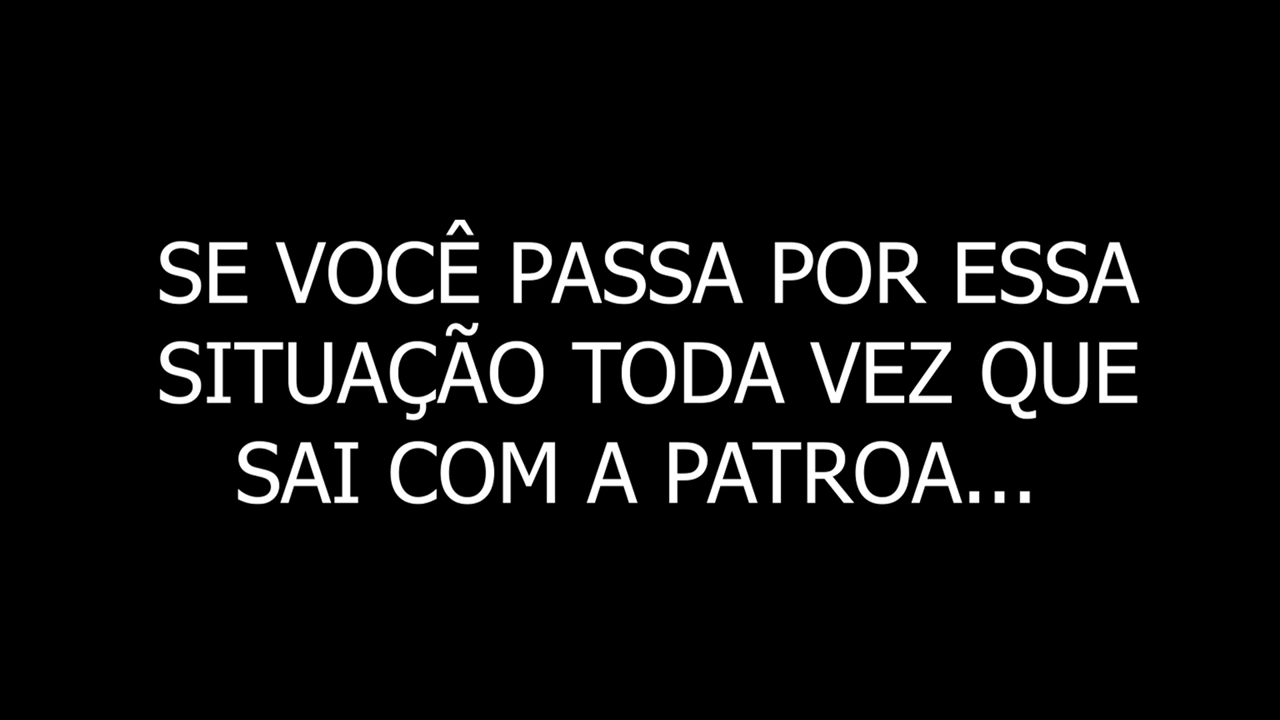 SE VOCÊ PASSA POR ESSA
SITUAÇÃO TODA VEZ QUE
SAI COM A PATROA...